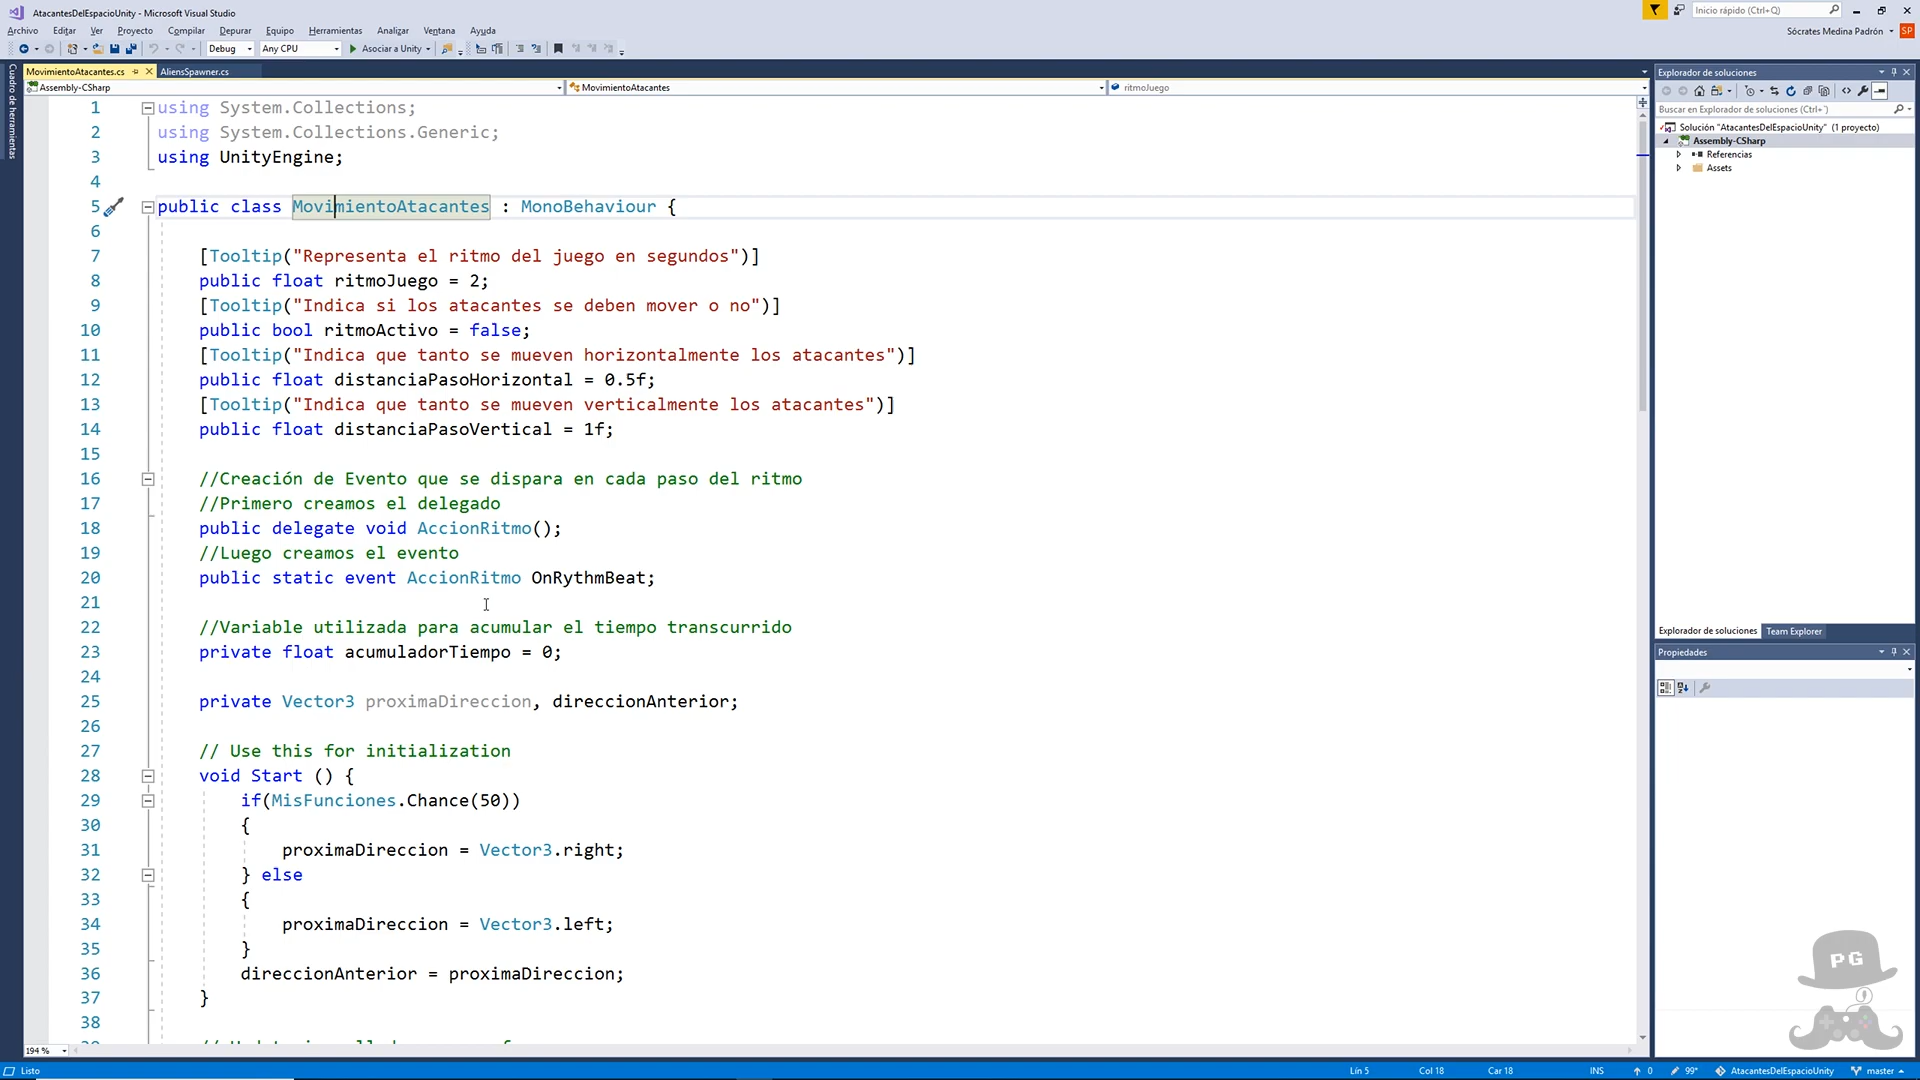 AtacantesDelEspacioUnity - Microsoft Visual Studio
Inicio rápido (Ctrl+Q)
Archivo Editar Ver Proyecto Compilar Depurar Equipo Herramientas Analizar Ventana Ayuda
Sócrates Medina Padrón
SP
Debug Any CPU Asociar a Unity
Cuadro de herramientas
MovimientoAtacantes.cs AliensSpawner.cs
Assembly-CSharp MovimientoAtacantes ritmoJuego
1 using System.Collections;
2 using System.Collections.Generic;
3 using UnityEngine;
4
5 public class MovimientoAtacantes : MonoBehaviour {
6
7 [Tooltip("Representa el ritmo del juego en segundos")]
8 public float ritmoJuego = 2;
9 [Tooltip("Indica si los atacantes se deben mover o no")]
10 public bool ritmoActivo = false;
11 [Tooltip("Indica que tanto se mueven horizontalmente los atacantes")]
12 public float distanciaPasoHorizontal = 0.5f;
13 [Tooltip("Indica que tanto se mueven verticalmente los atacantes")]
14 public float distanciaPasoVertical = 1f;
15
16 //Creación de Evento que se dispara en cada paso del ritmo
17 //Primero creamos el delegado
18 public delegate void AccionRitmo();
19 //Luego creamos el evento
20 public static event AccionRitmo OnRythmBeat;
21
22 //Variable utilizada para acumular el tiempo transcurrido
23 private float acumuladorTiempo = 0;
24
25 private Vector3 proximaDireccion, direccionAnterior;
26
27 // Use this for initialization
28 void Start () {
29 if(MisFunciones.Chance(50))
30 {
31 proximaDireccion = Vector3.right;
32 } else
33 {
34 proximaDireccion = Vector3.left;
35 }
36 direccionAnterior = proximaDireccion;
37 }
38
194 %
Explorador de soluciones
Buscar en Explorador de soluciones (Ctrl+¨)
Solución "AtacantesDelEspacioUnity" (1 proyecto)
Assembly-CSharp
Referencias
Assets
Explorador de soluciones Team Explorer
Propiedades
PG
Listo Lín 5 Col 18 Car 18 INS 0 99* AtacantesDelEspacioUnity master